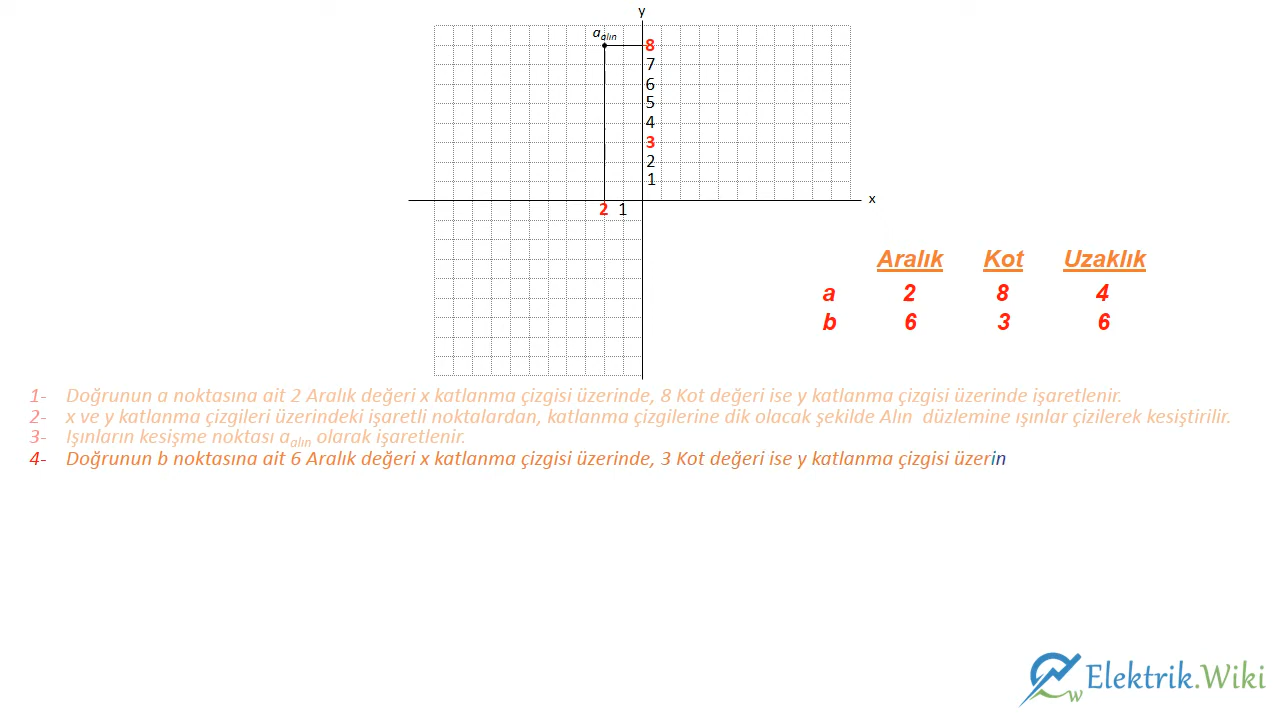 y
aalın
8
7
6
5
4
3
2
1
x
2 1
Aralık Kot Uzaklık
a 2 8 4
b 6 3 6
1- Doğrunun a noktasına ait 2 Aralık değeri x katlanma çizgisi üzerinde, 8 Kot değeri ise y katlanma çizgisi üzerinde işaretlenir.
2- x ve y katlanma çizgileri üzerindeki işaretli noktalardan, katlanma çizgilerine dik olacak şekilde Alın düzlemine ışınlar çizilerek kesiştirilir.
3- Işınların kesişme noktası aalın olarak işaretlenir.
4- Doğrunun b noktasına ait 6 Aralık değeri x katlanma çizgisi üzerinde, 3 Kot değeri ise y katlanma çizgisi üzerin
Elektrik.Wiki
w